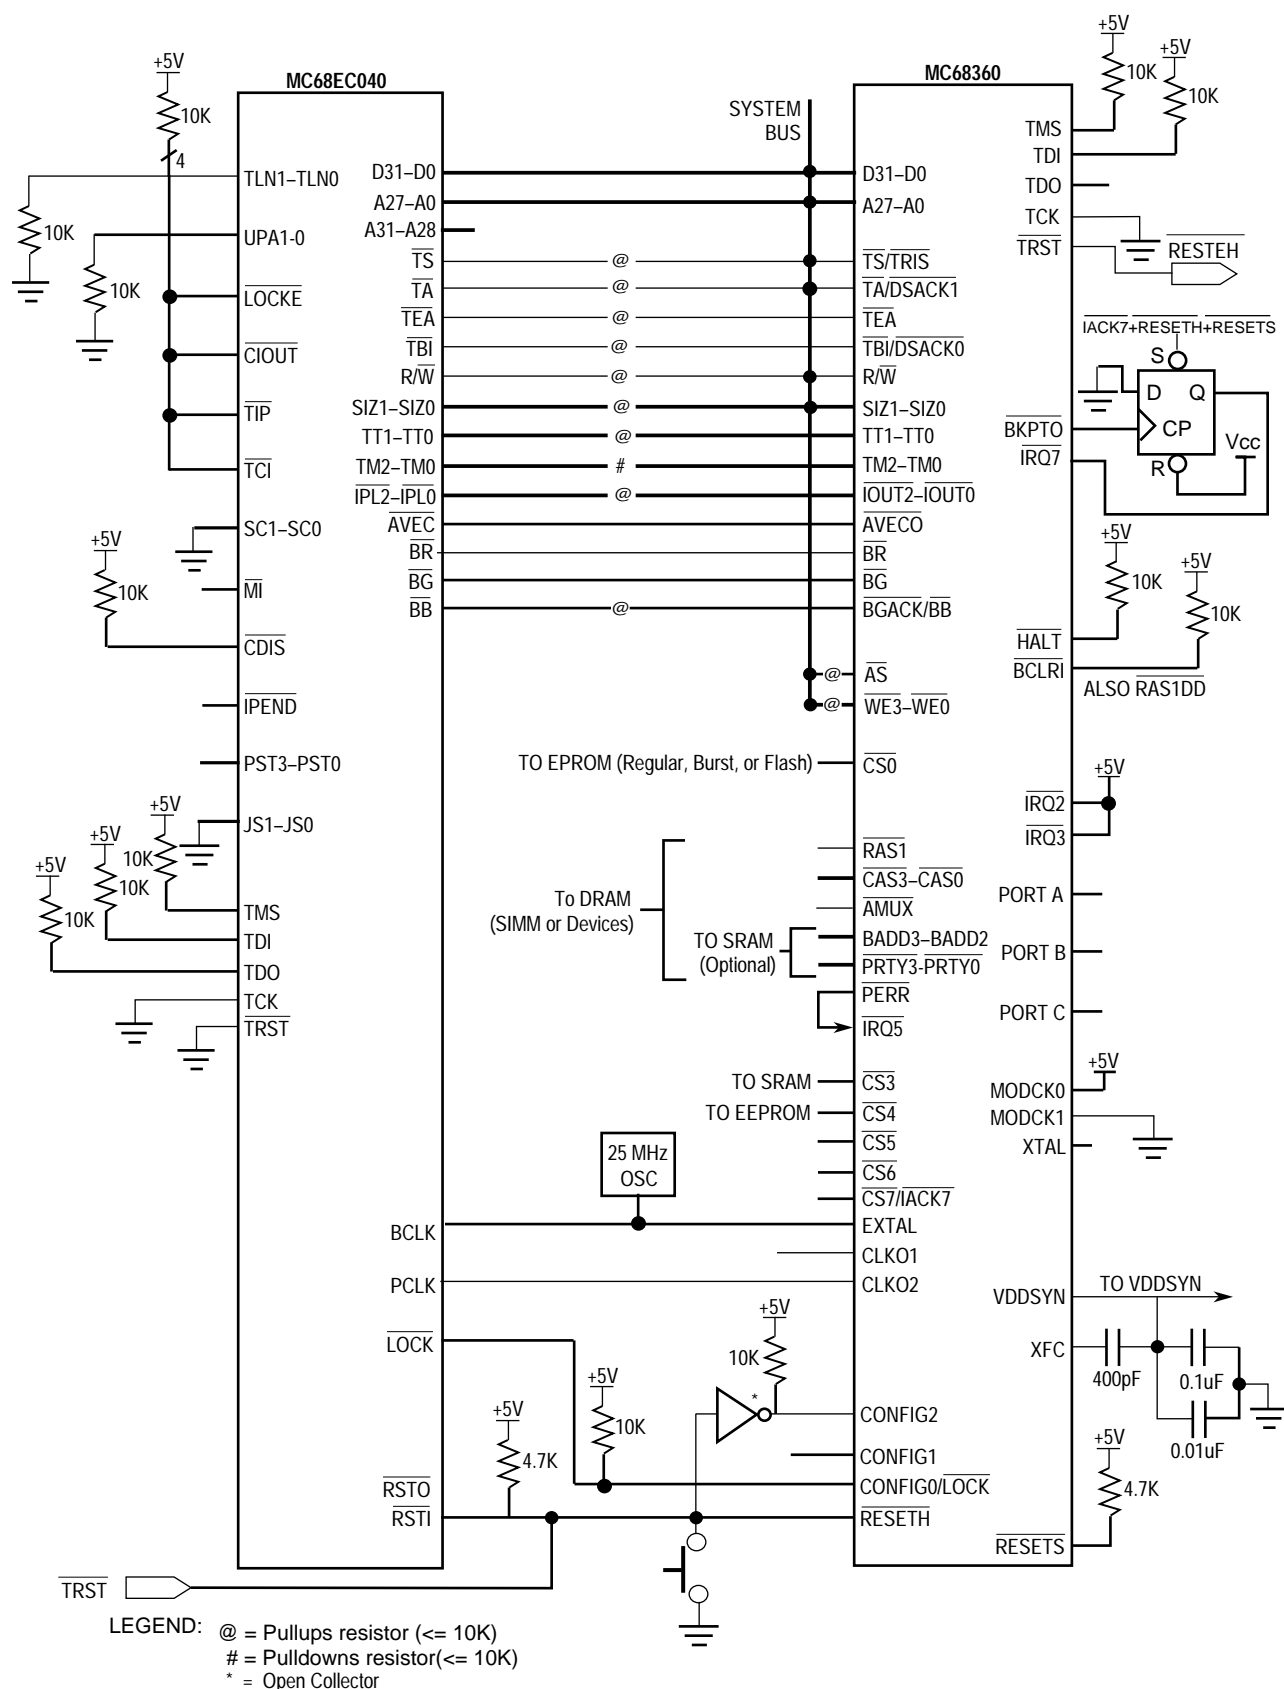 MC68EC040
MC68360
SYSTEM
BUS
+5V
10K
4
TLN1–TLN0
10K
UPA1-0
10K
LOCKE
CIOUT
TIP
TCI
SC1–SC0
+5V
10K
MI
CDIS
IPEND
PST3–PST0
JS1–JS0
+5V
10K
+5V
10K
+5V
10K
TMS
TDI
TDO
TCK
TRST
D31–D0
A27–A0
A31–A28
TS
TA
TEA
TBI
R/W
SIZ1–SIZ0
TT1–TT0
TM2–TM0
IPL2–IPL0
AVEC
BR
BG
BB
@
@
@
@
@
@
@
#
@
@
@
@
BCLK
PCLK
LOCK
RSTO
RSTI
D31–D0
A27–A0
TS/TRIS
TA/DSACK1
TEA
TBI/DSACK0
R/W
SIZ1–SIZ0
TT1–TT0
TM2–TM0
IOUT2–IOUT0
AVECO
BR
BG
BGACK/BB
AS
WE3–WE0
TO EPROM (Regular, Burst, or Flash)
CS0
To DRAM
(SIMM or Devices)
RAS1
CAS3–CAS0
AMUX
TO SRAM
(Optional)
BADD3–BADD2
PRTY3-PRTY0
PERR
IRQ5
TO SRAM
CS3
TO EEPROM
CS4
CS5
CS6
CS7/IACK7
25 MHz
OSC
EXTAL
CLKO1
CLKO2
+5V
10K
*
CONFIG2
CONFIG1
+5V
10K
CONFIG0/LOCK
+5V
4.7K
RESETH
+5V
10K
+5V
10K
TMS
TDI
TDO
TCK
TRST
RESTEH
IACK7+RESETH+RESETS
S
D Q
CP
R
Vcc
BKPTO
IRQ7
+5V
10K
+5V
10K
HALT
BCLRI
ALSO RAS1DD
+5V
IRQ2
IRQ3
PORT A
PORT B
PORT C
+5V
MODCK0
MODCK1
XTAL
VDDSYN
TO VDDSYN
XFC
400pF
0.1uF
0.01uF
+5V
4.7K
RESETS
TRST
LEGEND:
@ = Pullups resistor (<= 10K)
# = Pulldowns resistor(<= 10K)
* = Open Collector